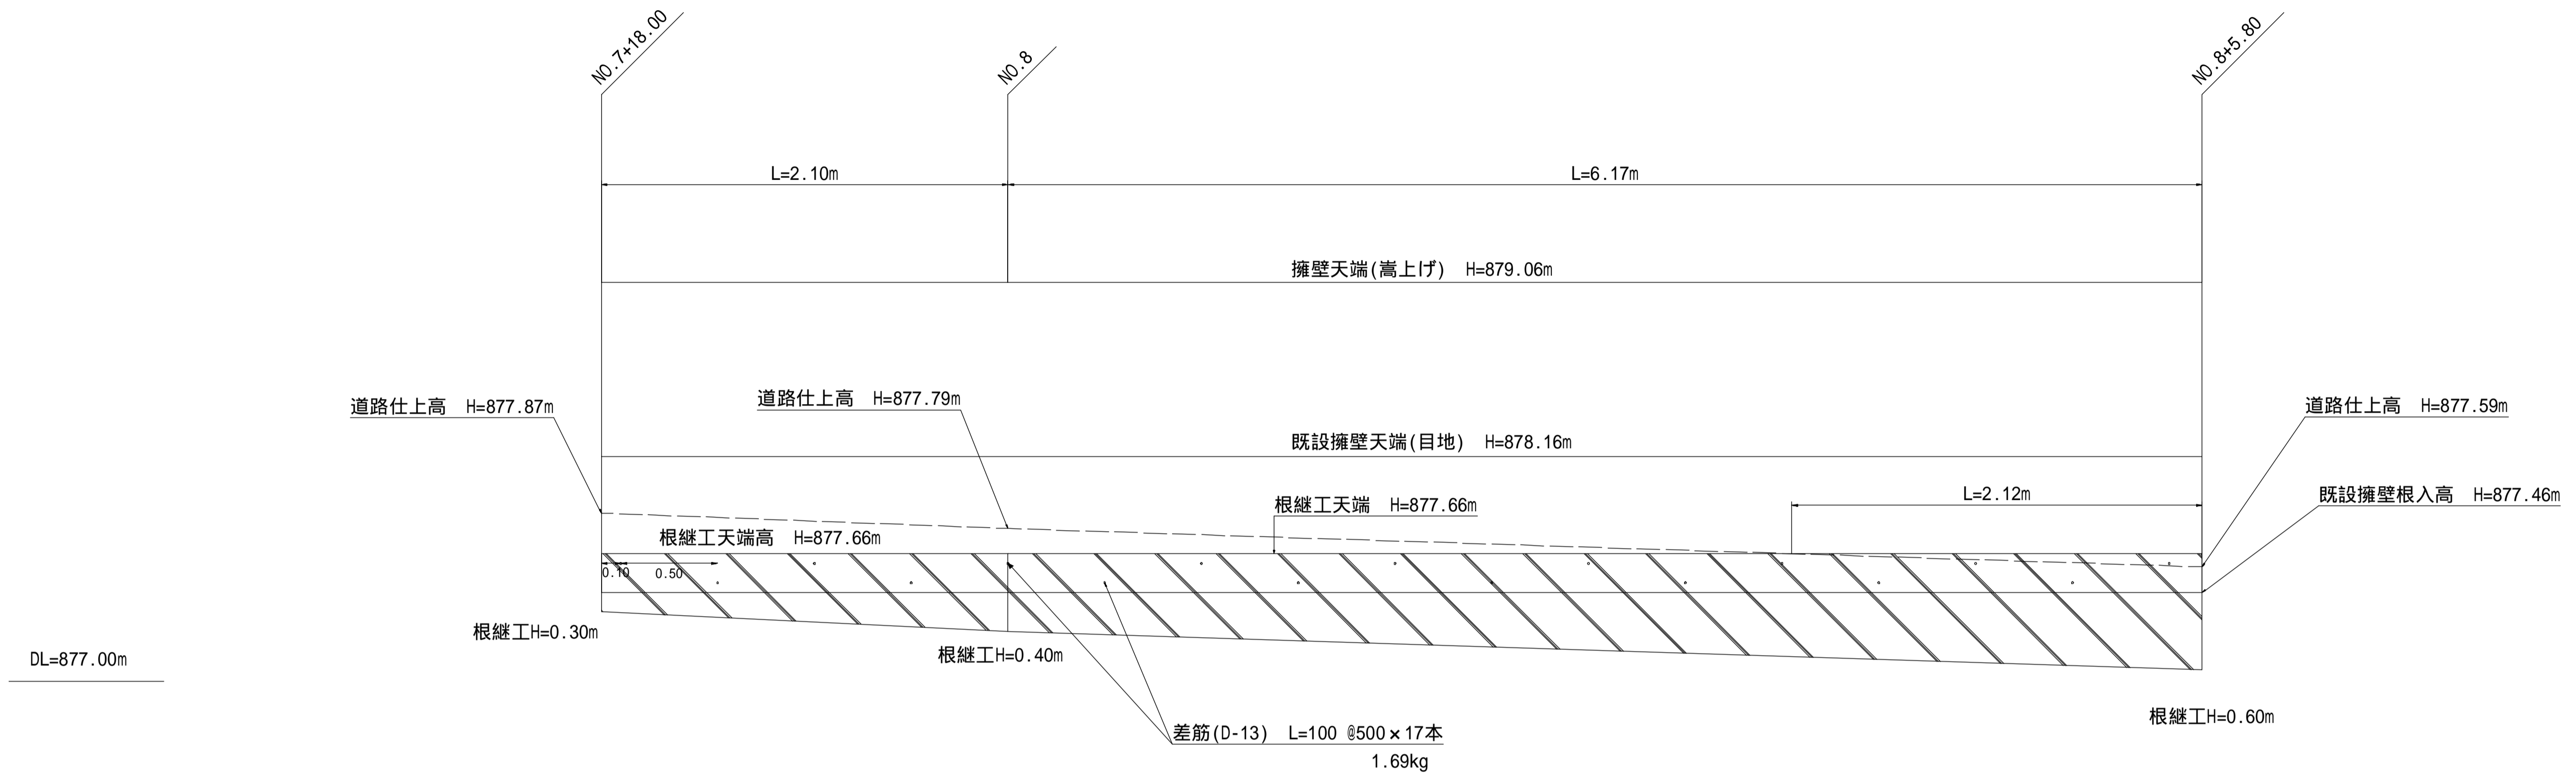 NO.7+18.00
NO.8
NO.8+5.80
L=2.10m
L=6.17m
擁壁天端(嵩上げ) H=879.06m
道路仕上高 H=877.87m
道路仕上高 H=877.79m
道路仕上高 H=877.59m
既設擁壁天端(目地) H=878.16m
L=2.12m
既設擁壁根入高 H=877.46m
根継工天端 H=877.66m
根継工天端高 H=877.66m
0.10
0.50
根継工H=0.30m
根継工H=0.40m
DL=877.00m
根継工H=0.60m
差筋(D-13) L=100 @500×17本
1.69kg